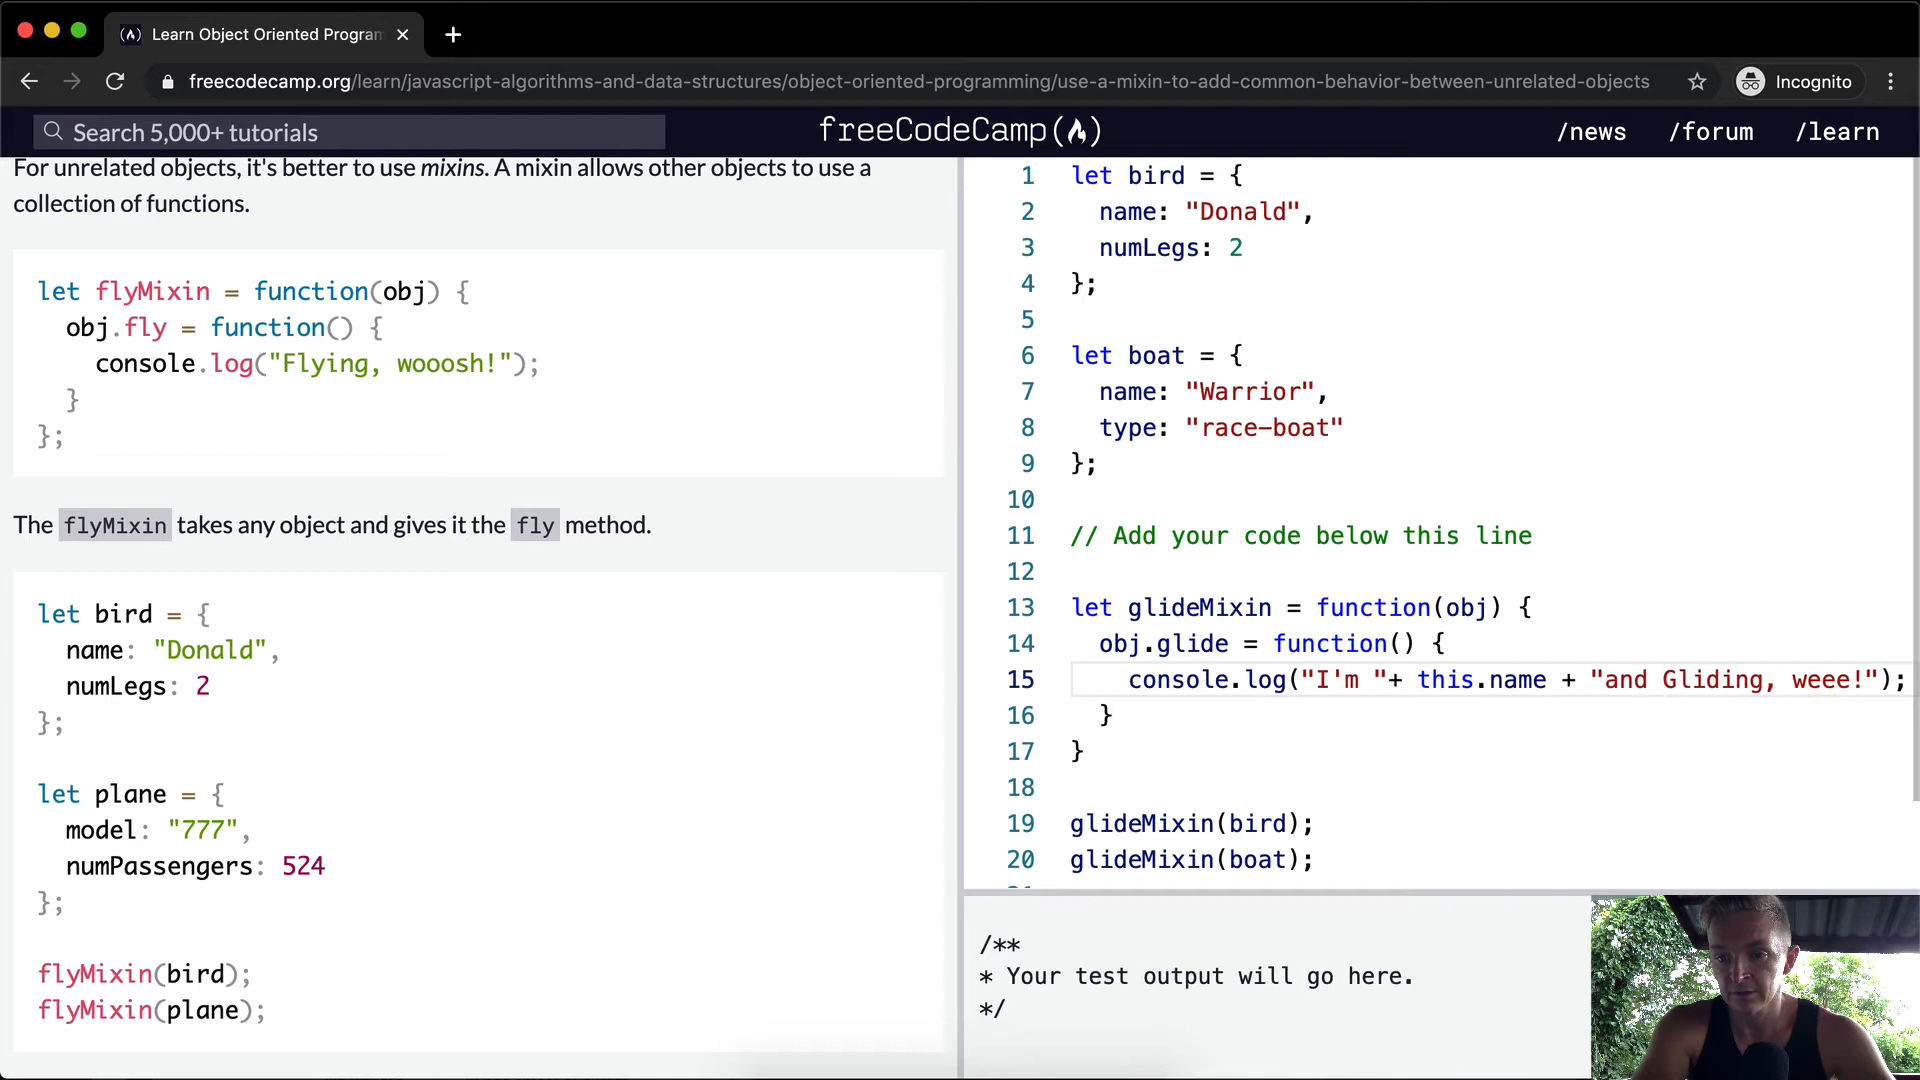 Learn Object Oriented Program
freecodecamp.org/learn/javascript-algorithms-and-data-structures/object-oriented-programming/use-a-mixin-to-add-common-behavior-between-unrelated-objects
Incognito
Search 5,000+ tutorials
freeCodeCamp
/news
/forum
/learn
For unrelated objects, it's better to use mixins. A mixin allows other objects to use a
collection of functions.
let flyMixin = function(obj) {
  obj.fly = function() {
    console.log("Flying, wooosh!");
  }
};
The flyMixin takes any object and gives it the fly method.
let bird = {
  name: "Donald",
  numLegs: 2
};
let plane = {
  model: "777",
  numPassengers: 524
};
flyMixin(bird);
flyMixin(plane);
1 let bird = {
2   name: "Donald",
3   numLegs: 2
4 };
5
6 let boat = {
7   name: "Warrior",
8   type: "race-boat"
9 };
10
11 // Add your code below this line
12
13 let glideMixin = function(obj) {
14   obj.glide = function() {
15     console.log("I'm "+ this.name + "and Gliding, weee!");
16   }
17 }
18
19 glideMixin(bird);
20 glideMixin(boat);
/**
* Your test output will go here.
*/